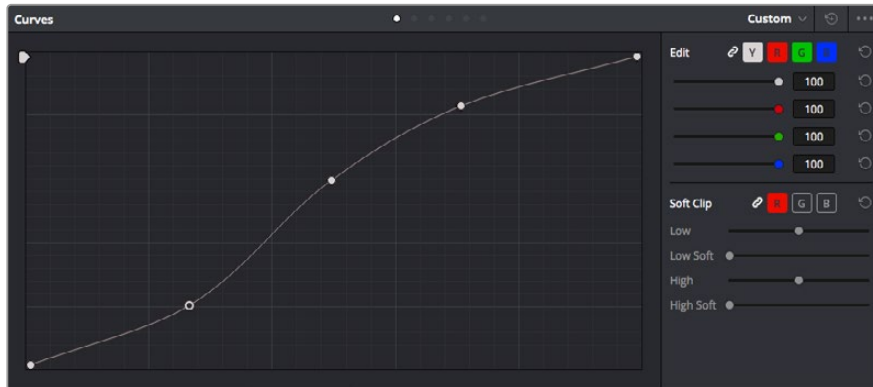 Curves
Custom
Edit Y R G B
100
100
100
100
Soft Clip R G B
Low
Low Soft
High
High Soft